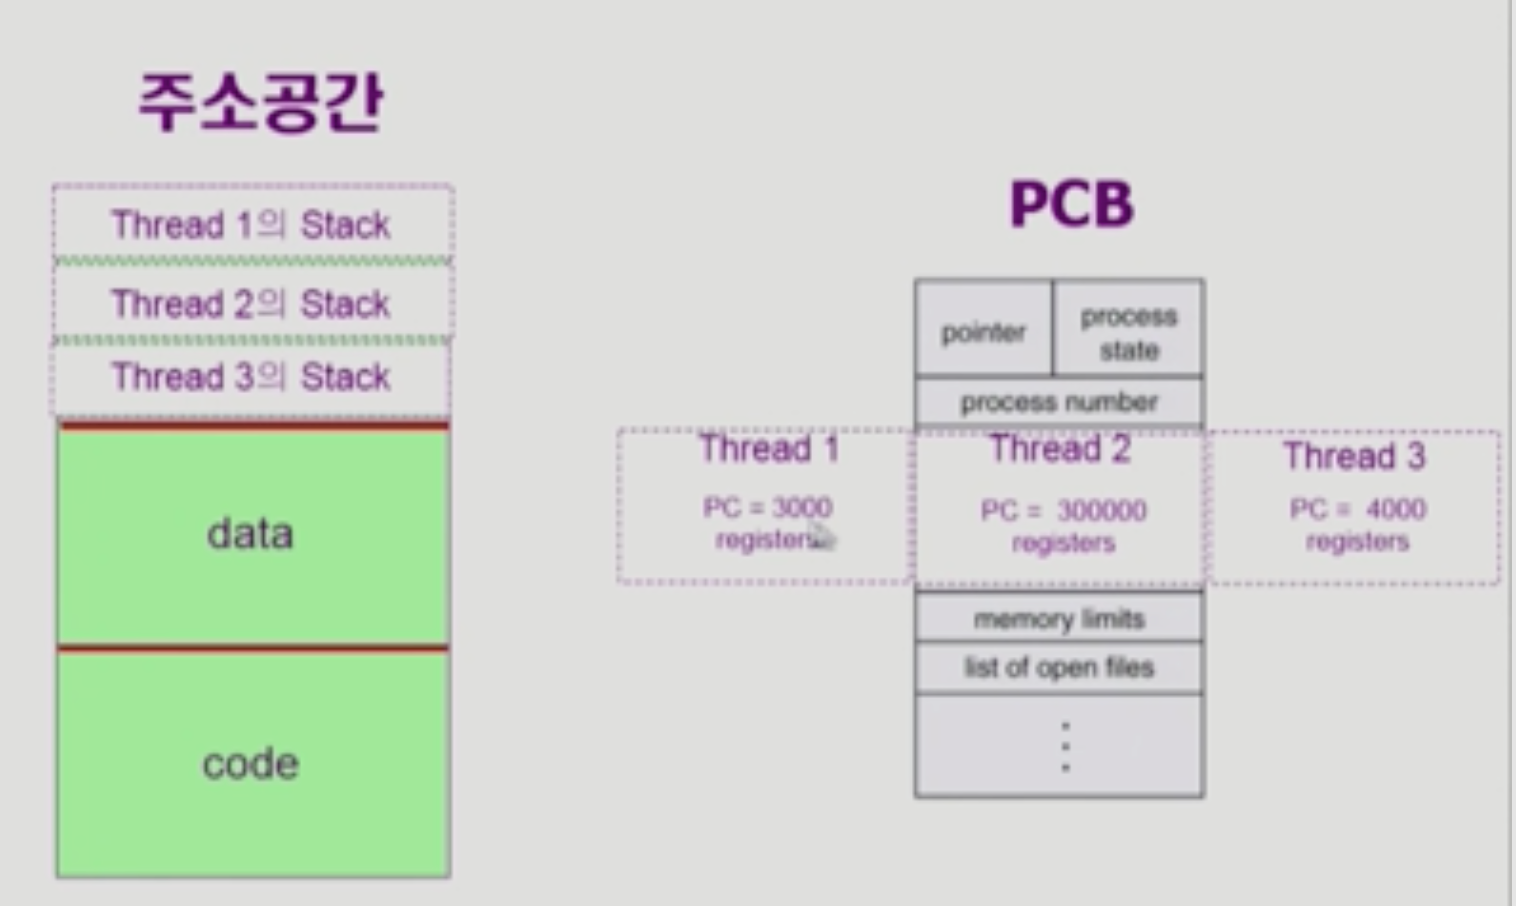 주소공간
Thread 1의 Stack
Thread 2의 Stack
Thread 3의 Stack
data
code
PCB
pointer
process
state
process number
Thread 1
PC = 3000
registers
Thread 2
PC = 300000
registers
Thread 3
PC = 4000
registers
memory limits
list of open files